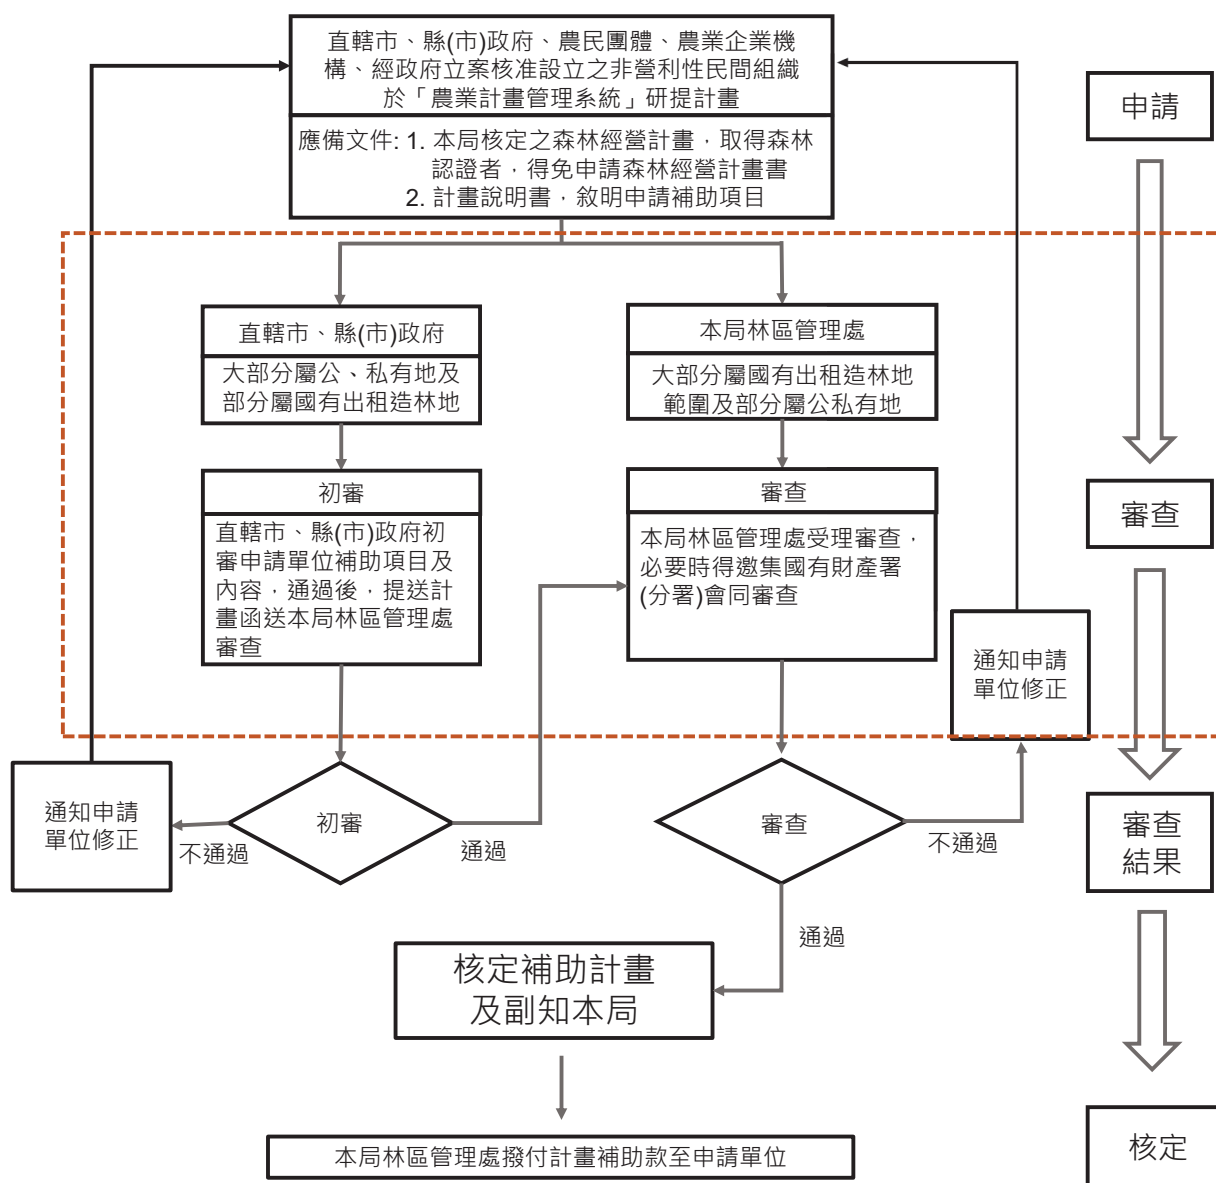 直轄市、縣(市)政府、農民團體、農業企業機
構、經政府立案核准設立之非營利性民間組織
於「農業計畫管理系統」研提計畫
應備文件: 1. 本局核定之森林經營計畫，取得森林
認證者，得免申請森林經營計畫書
2. 計畫說明書，敘明申請補助項目
申請
直轄市、縣(市)政府
大部分屬公、私有地及
部分屬國有出租造林地
本局林區管理處
大部分屬國有出租造林地
範圍及部分屬公私有地
初審
直轄市、縣(市)政府初
審申請單位補助項目及
內容，通過後，提送計
畫函送本局林區管理處
審查
審查
本局林區管理處受理審查，
必要時得邀集國有財產署
(分署)會同審查
審查
通知申請
單位修正
通知申請
單位修正
不通過
初審
通過
審查
不通過
審查
結果
通過
核定補助計畫
及副知本局
本局林區管理處撥付計畫補助款至申請單位
核定